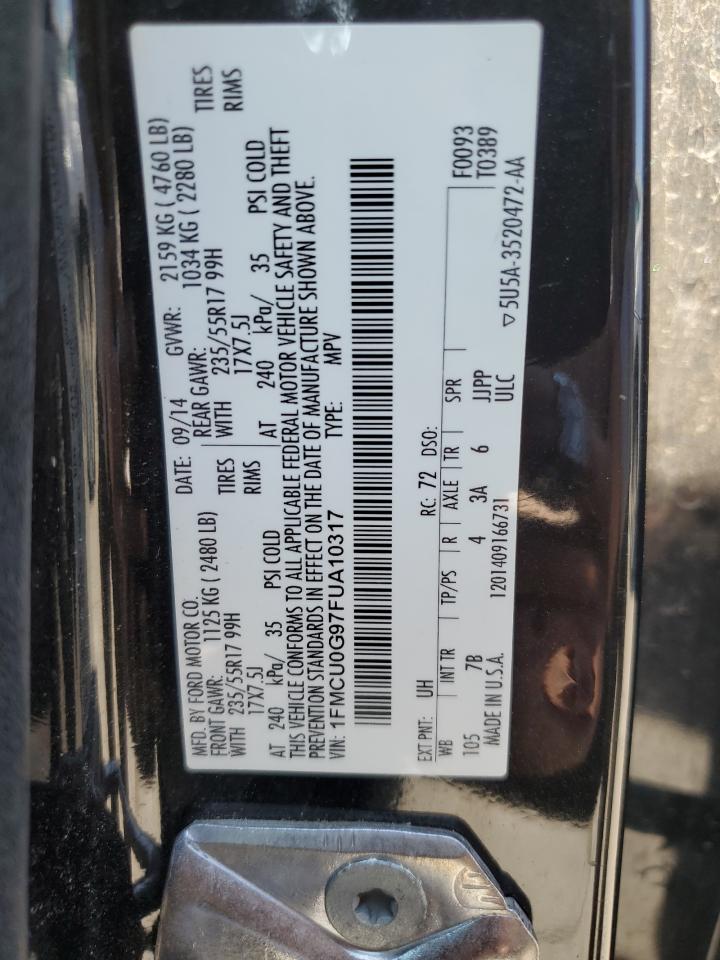 MFD. BY FORD MOTOR CO.
DATE: 09/14 GVWR: 2159 KG ( 4760 LB)
FRONT GAWR: 1125 KG ( 2480 LB) REAR GAWR: 1034 KG ( 2280 LB)
WITH 235/55R17 99H TIRES WITH 235/55R17 99H TIRES
17X7.5J RIMS 17X7.5J RIMS
AT 240 kPa/ 35 PSI COLD AT 240 kPa/ 35 PSI COLD
THIS VEHICLE CONFORMS TO ALL APPLICABLE FEDERAL MOTOR VEHICLE SAFETY AND THEFT
PREVENTION STANDARDS IN EFFECT ON THE DATE OF MANUFACTURE SHOWN ABOVE.
VIN: 1FMCU0G97FUA10317 TYPE: MPV
EXT PNT: UH RC: 72 DSO: F0093
WB INT TR TP/PS R AXLE TR SPR T0389
105 7B 4 3A 6 JJPP
MADE IN U.S.A. 1201409166731 ULC
▽5U5A-3520472-AA